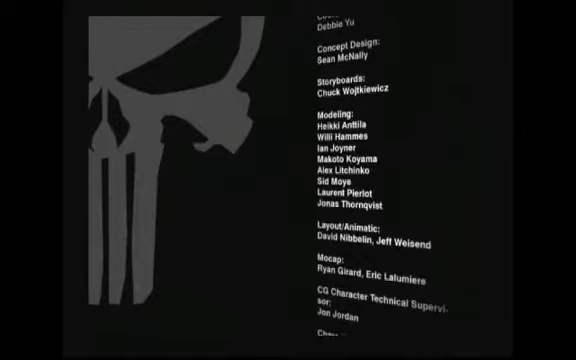 Debbie Yu
Concept Design:
Sean McNally
Storyboards:
Chuck Wojtkiewicz
Modeling:
Heikki Anttila
Willi Hammes
Ian Joyner
Makoto Koyama
Alex Litchinko
Sid Moye
Laurent Pierlot
Jonas Thornqvist
Layout/Animatic:
David Nibbelin, Jeff Weisend
Mocap:
Ryan Girard, Eric Lalumiere
CG Character Technical Supervi-
sor:
Jon Jordan